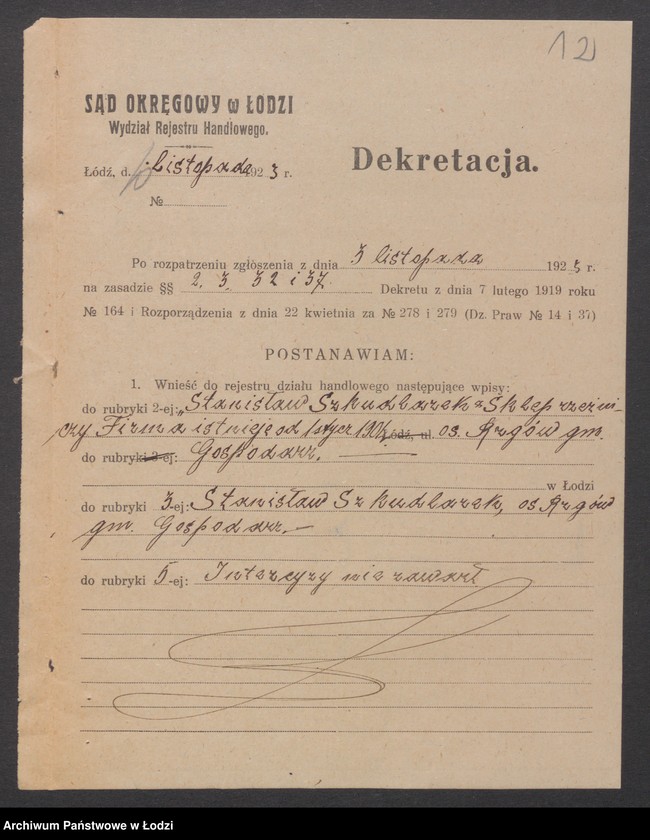 12
SĄD OKRĘGOWY w ŁODZI
Wydział Rejestru Handlowego.
Dekretacja.
Łódź, d. listopada 1923 r.
№
Po rozpatrzeniu zgłoszenia z dnia 3 listopada 1923 r.
na zasadzie §§ 2, 3, 32 i 37 Dekretu z dnia 7 lutego 1919 roku
№ 164 i Rozporządzenia z dnia 22 kwietnia za № 278 i 279 (Dz. Praw № 14 i 37)
POSTANAWIAM:
1. Wnieść do rejestru działu handlowego następujące wpisy:
do rubryki 2-ej: „Stanisław Szkudlarek" Sklep rzeźni-
czy Firma istnieje od 1 stycz. Łódź, ul. os. Rzgów gm.
do rubryki 3-ej: Gospodarz.
w Łodzi
do rubryki 3-ej: Stanisław Szkudlarek, os Rzgów
gm. Gospodarz.
do rubryki 5-ej: Intercyzy nie zawarł
Archiwum Państwowe w Łodzi